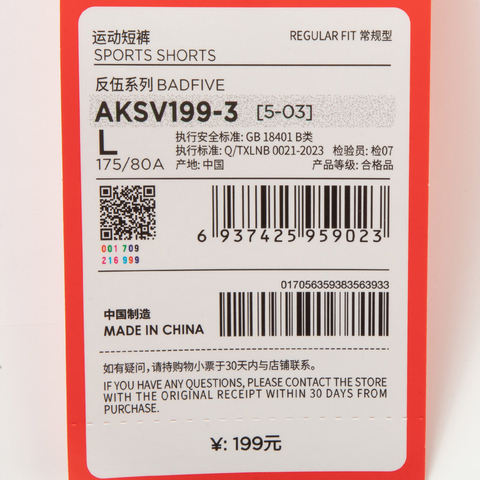 运动短裤 REGULAR FIT 常规型
SPORTS SHORTS
反伍系列 BADFIVE
AKSV199-3 [5-03]
L 执行安全标准: GB 18401 B类
执行标准: Q/TXLNB 0021-2023 检验员: 检07
175/80A 产地: 中国 产品等级: 合格品
001 709
216 999
6 937425 959023
017056359383563933
中国制造
MADE IN CHINA
如有疑问，请持购物小票于30天内与店铺联系。
IF YOU HAVE ANY QUESTIONS, PLEASE CONTACT THE STORE
WITH THE ORIGINAL RECEIPT WITHIN 30 DAYS FROM
PURCHASE.
¥: 199元